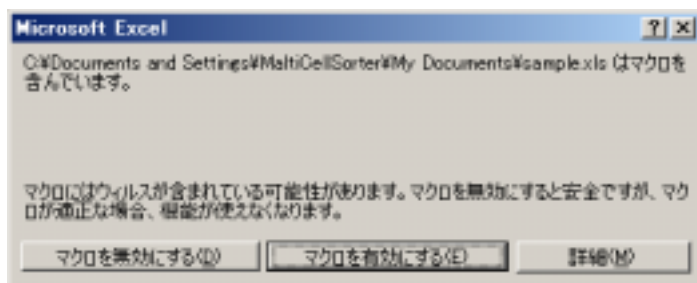 Microsoft Excel
C:¥Documents and Settings¥MaltiCellSorter¥My Documents¥sample.xls はマクロを
含んでいます。
マクロにはウィルスが含まれている可能性があります。マクロを無効にすると安全ですが、マク
ロが適正な場合、機能が使えなくなります。
マクロを無効にする(D) マクロを有効にする(E) 詳細(M)